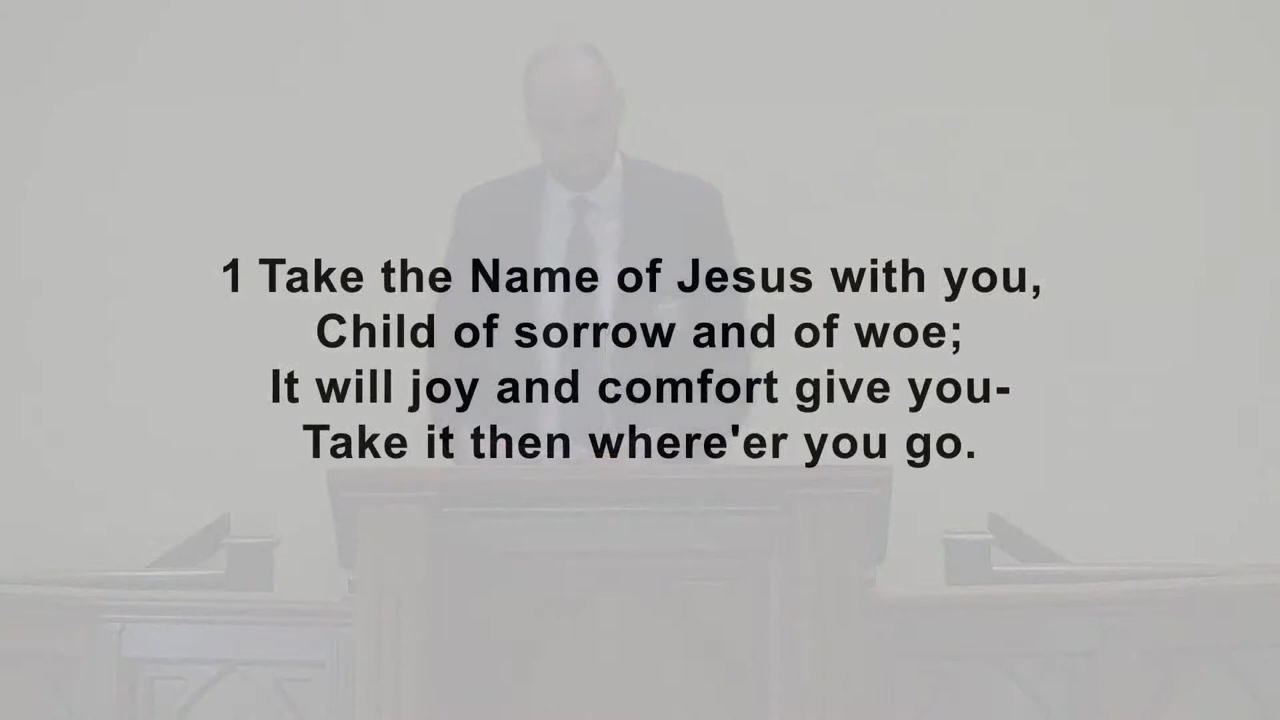 1 Take the Name of Jesus with you,
Child of sorrow and of woe;
It will joy and comfort give you-
Take it then where'er you go.